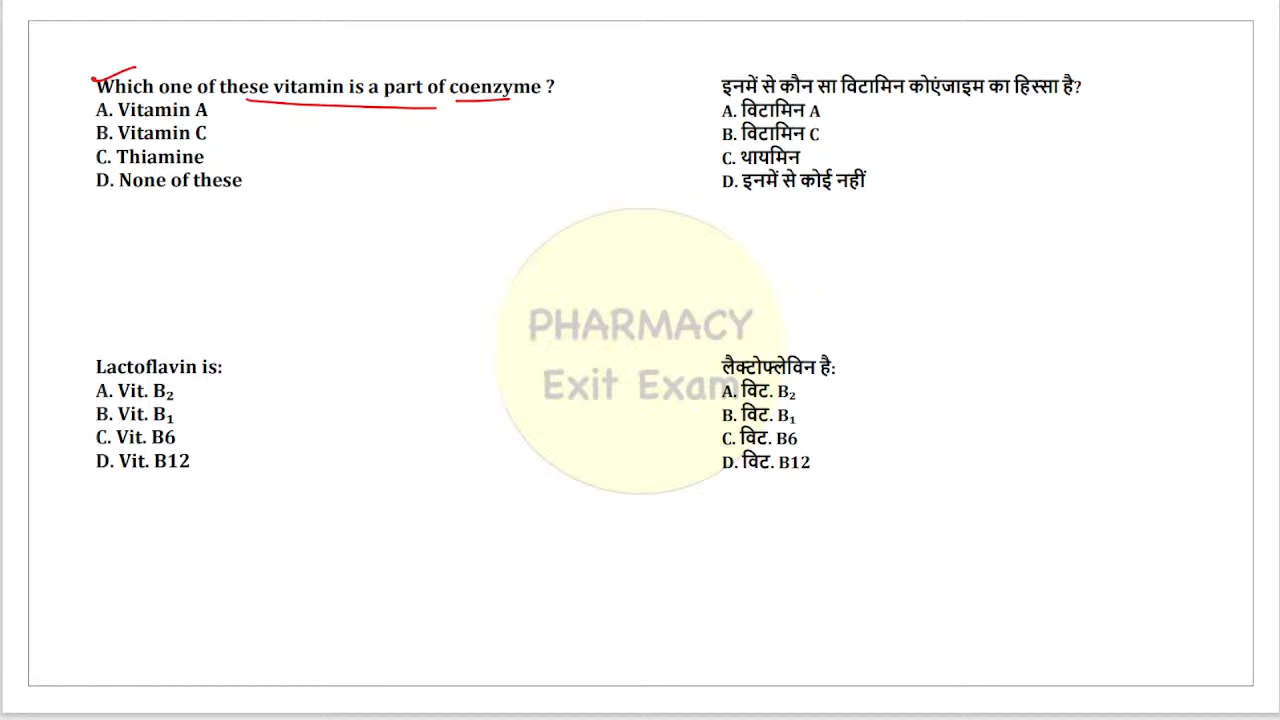 Which one of these vitamin is a part of coenzyme ?
A. Vitamin A
B. Vitamin C
C. Thiamine
D. None of these
इनमें से कौन सा विटामिन कोएंजाइम का हिस्सा है?
A. विटामिन A
B. विटामिन C
C. थायमिन
D. इनमें से कोई नहीं
PHARMACY
Exit Exam
Lactoflavin is:
A. Vit. B₂
B. Vit. B₁
C. Vit. B6
D. Vit. B12
लैक्टोफ्लेविन है:
A. विट. B₂
B. विट. B₁
C. विट. B6
D. विट. B12